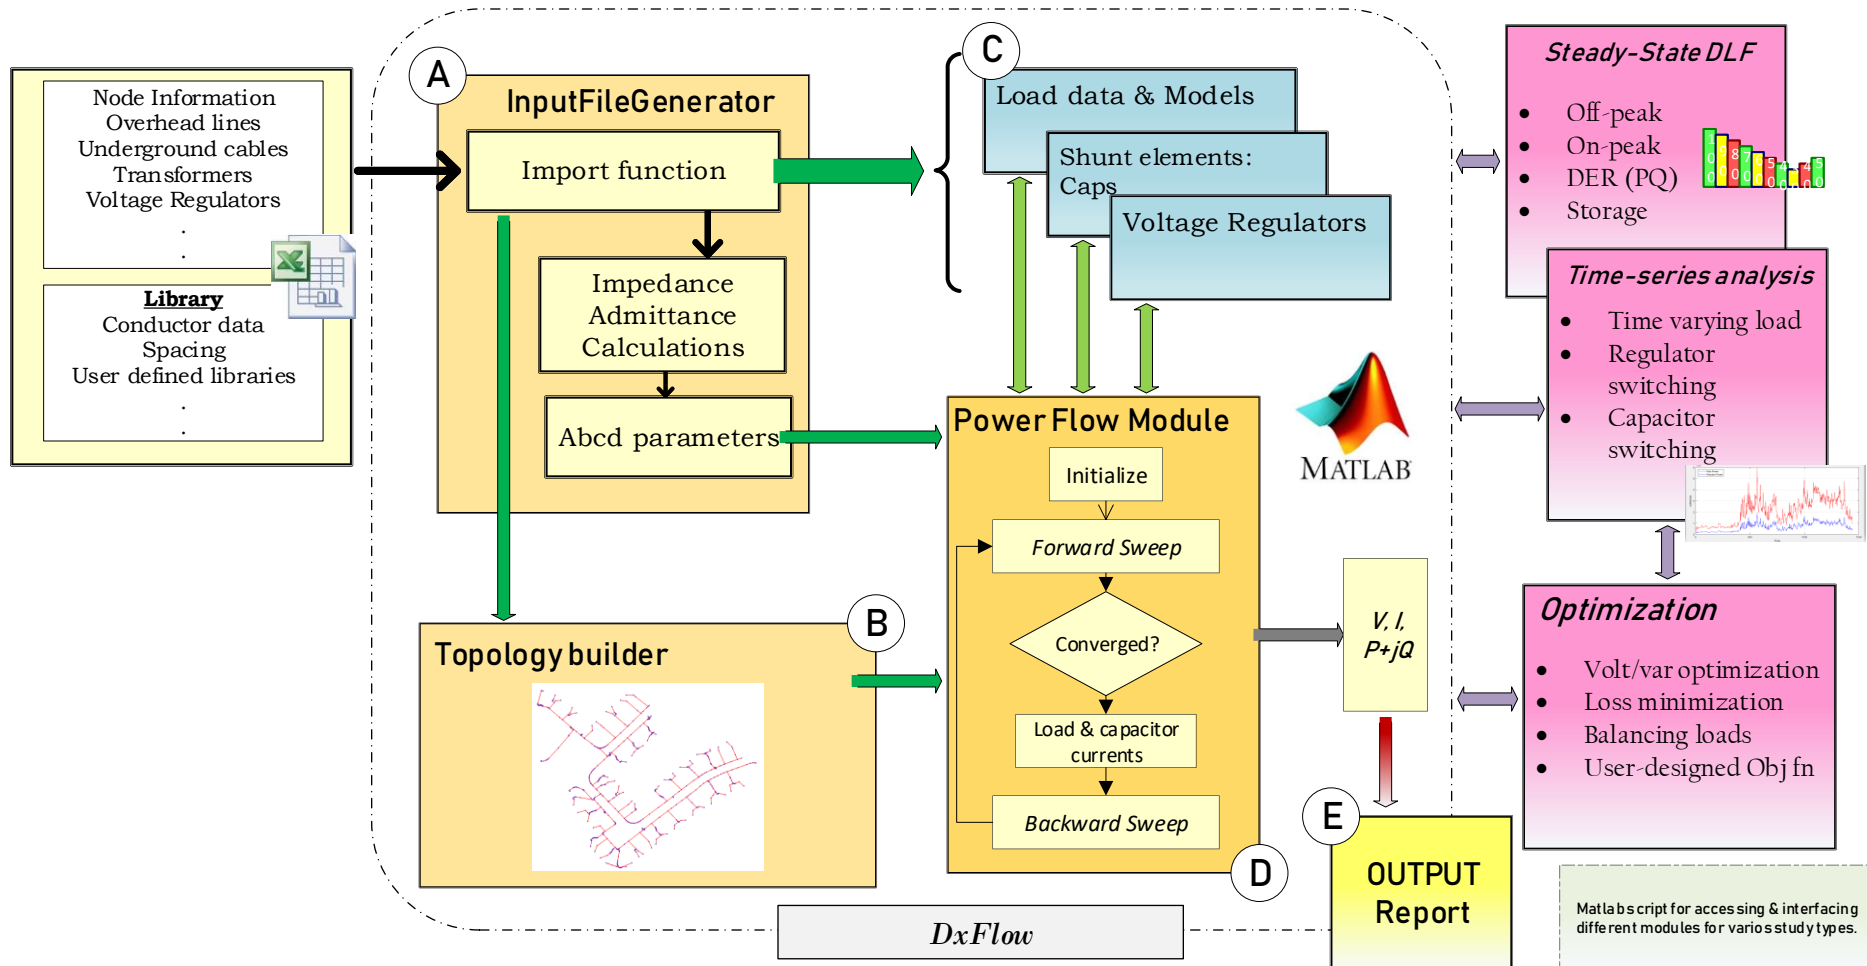 Node Information
Overhead lines
Underground cables
Transformers
Voltage Regulators
.
.
Library
Conductor data
Spacing
User defined libraries
.
.
A
InputFileGenerator
Import function
Impedance
Admittance
Calculations
Abcd parameters
B
Topology builder
C
Load data & Models
Shunt elements:
Caps
Voltage Regulators
Power Flow Module
Initialize
Forward Sweep
Converged?
Load & capacitor
currents
Backward Sweep
D
MATLAB
V, I,
P+jQ
E
OUTPUT
Report
DxFlow
Steady-State DLF
• Off-peak
• On-peak
• DER (PQ)
• Storage
Time-series analysis
• Time varying load
• Regulator
switching
• Capacitor
switching
Optimization
• Volt/var optimization
• Loss minimization
• Balancing loads
• User-designed Obj fn
Matlab script for accessing & interfacing
different modules for varios study types.